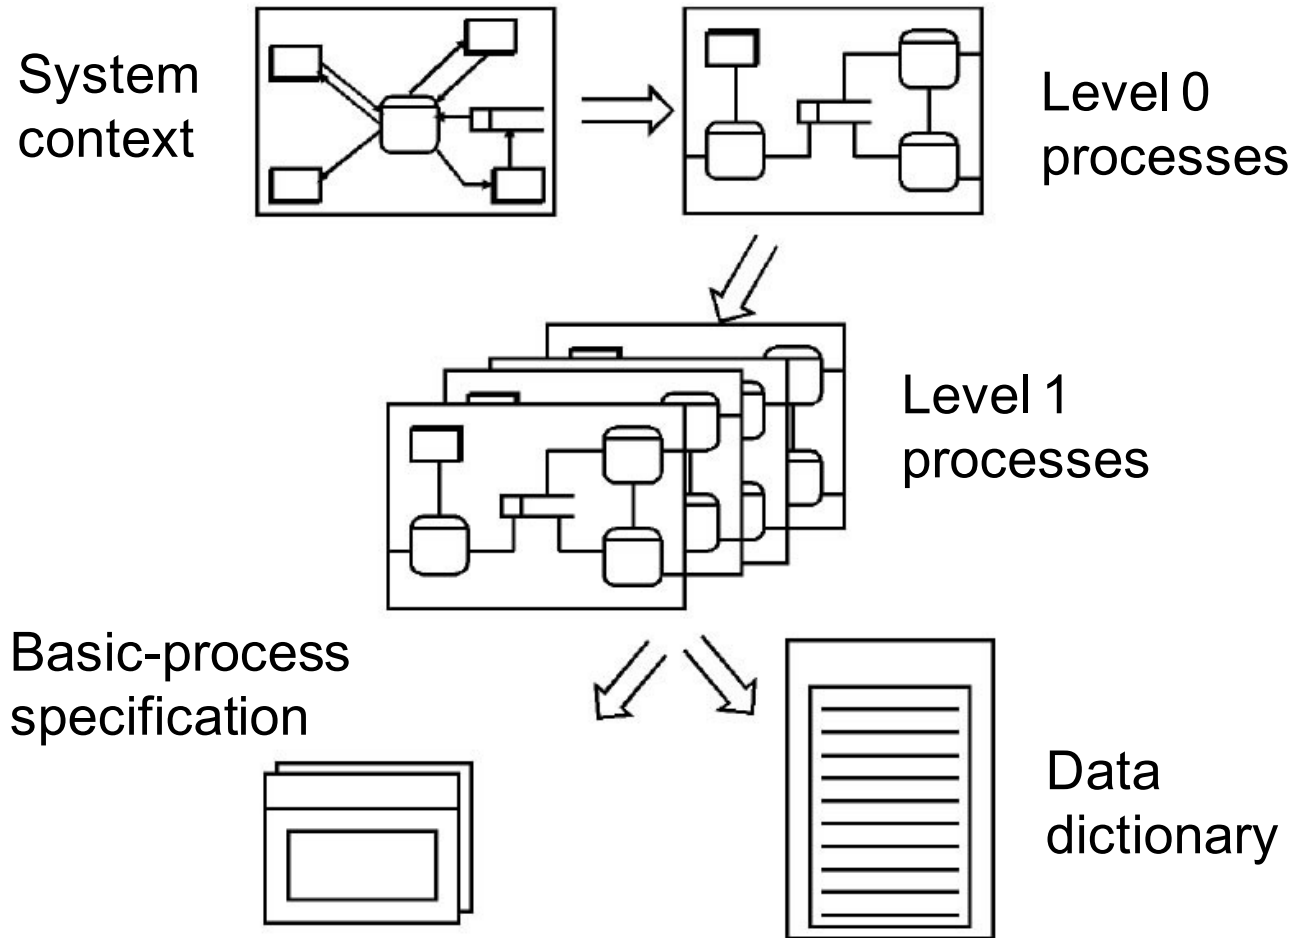 System
context
Level 0
processes
Level 1
processes
Basic-process
specification
Data
dictionary